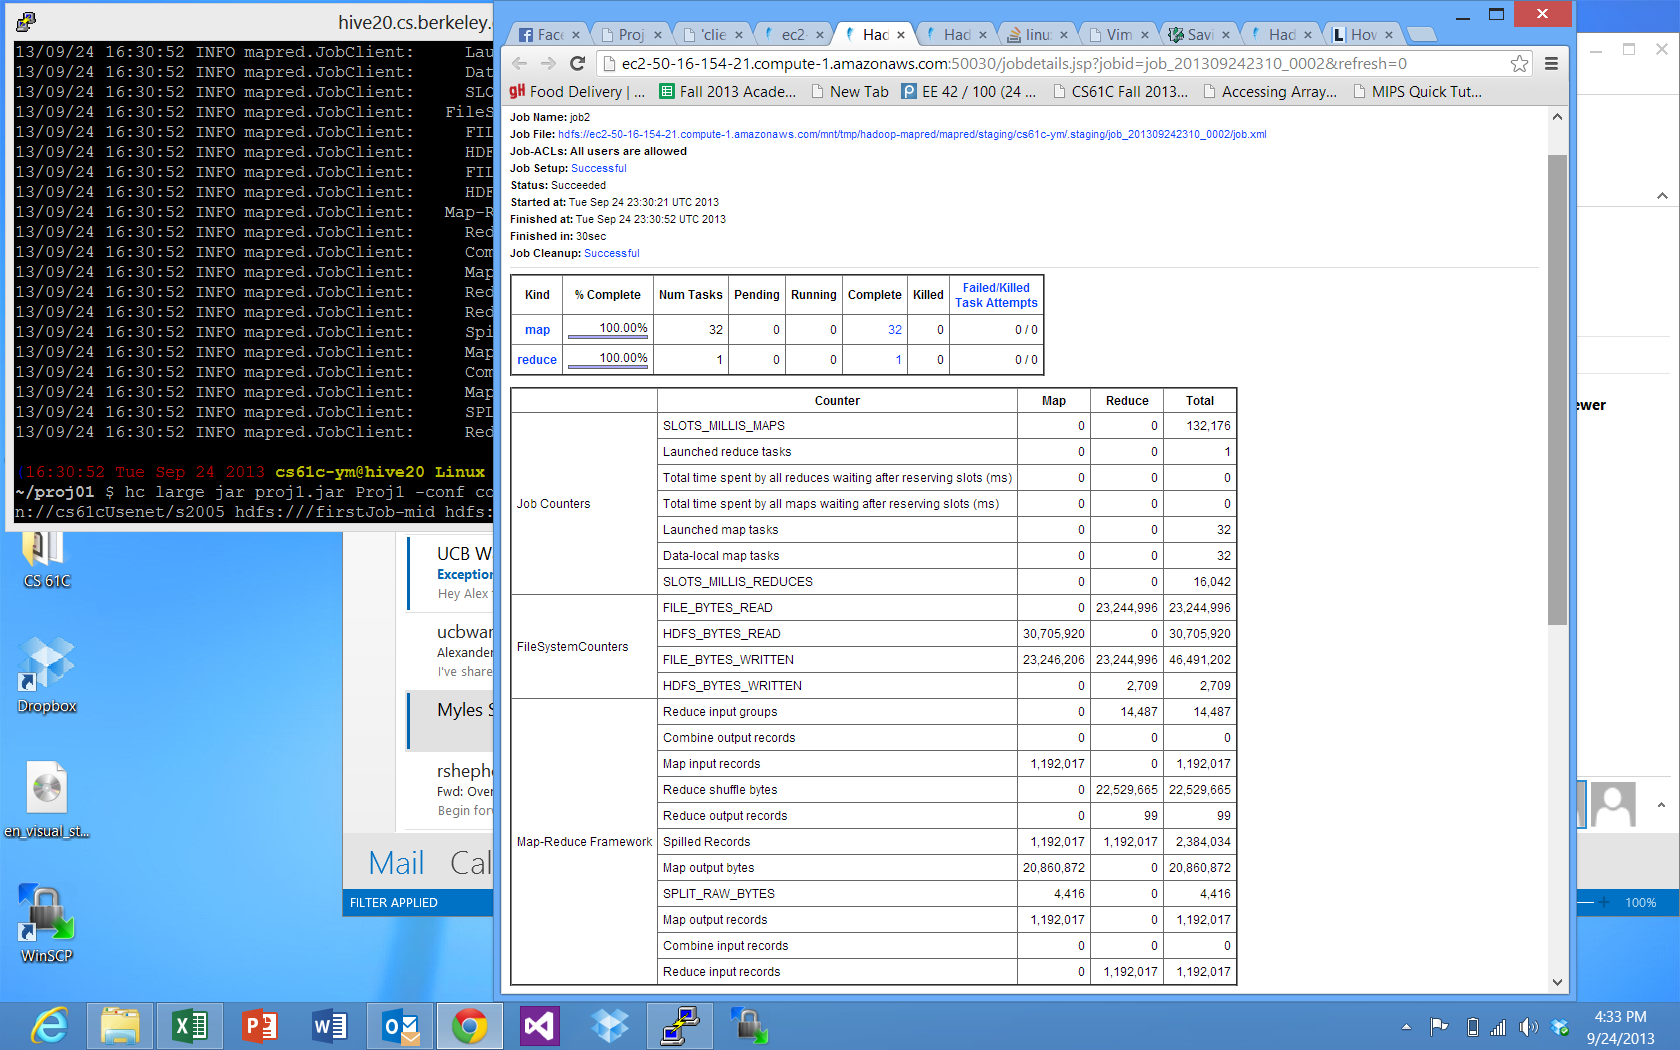 hive20.cs.berkeley.
13/09/24 16:30:52 INFO mapred.JobClient: Lau
13/09/24 16:30:52 INFO mapred.JobClient: Dat
13/09/24 16:30:52 INFO mapred.JobClient: SLO
13/09/24 16:30:52 INFO mapred.JobClient: FileS
13/09/24 16:30:52 INFO mapred.JobClient: FIL
13/09/24 16:30:52 INFO mapred.JobClient: HDF
13/09/24 16:30:52 INFO mapred.JobClient: FIL
13/09/24 16:30:52 INFO mapred.JobClient: HDF
13/09/24 16:30:52 INFO mapred.JobClient: Map-R
13/09/24 16:30:52 INFO mapred.JobClient: Red
13/09/24 16:30:52 INFO mapred.JobClient: Com
13/09/24 16:30:52 INFO mapred.JobClient: Map
13/09/24 16:30:52 INFO mapred.JobClient: Red
13/09/24 16:30:52 INFO mapred.JobClient: Red
13/09/24 16:30:52 INFO mapred.JobClient: Spi
13/09/24 16:30:52 INFO mapred.JobClient: Map
13/09/24 16:30:52 INFO mapred.JobClient: Com
13/09/24 16:30:52 INFO mapred.JobClient: Map
13/09/24 16:30:52 INFO mapred.JobClient: SPL
13/09/24 16:30:52 INFO mapred.JobClient: Red
(16:30:52 Tue Sep 24 2013 cs61c-ym@hive20 Linux
~/proj01 $ hc large jar proj1.jar Proj1 -conf co
n://cs61cUsenet/s2005 hdfs:///firstJob-mid hdfs:
CS 61C
Dropbox
en_visual_st...
WinSCP
UCB W
Exception
Hey Alex
ucbwar
Alexander
I've share
Myles S
rsheph
Fwd: Over
Begin forv
Mail Cal
FILTER APPLIED
Face Proj 'clie ec2- Had Had linu Vim Savi Had How
ec2-50-16-154-21.compute-1.amazonaws.com:50030/jobdetails.jsp?jobid=job_201309242310_0002&refresh=0
gH Food Delivery | ... Fall 2013 Acade... New Tab EE 42 / 100 (24 ... CS61C Fall 2013... Accessing Array... MIPS Quick Tut...
Job Name: job2
Job File: hdfs://ec2-50-16-154-21.compute-1.amazonaws.com/mnt/tmp/hadoop-mapred/mapred/staging/cs61c-ym/.staging/job_201309242310_0002/job.xml
Job-ACLs: All users are allowed
Job Setup: Successful
Status: Succeeded
Started at: Tue Sep 24 23:30:21 UTC 2013
Finished at: Tue Sep 24 23:30:52 UTC 2013
Finished in: 30sec
Job Cleanup: Successful
Kind % Complete Num Tasks Pending Running Complete Killed Failed/Killed Task Attempts
map 100.00% 32 0 0 32 0 0 / 0
reduce 100.00% 1 0 0 1 0 0 / 0
Counter Map Reduce Total
Job Counters
SLOTS_MILLIS_MAPS 0 0 132,176
Launched reduce tasks 0 0 1
Total time spent by all reduces waiting after reserving slots (ms) 0 0 0
Total time spent by all maps waiting after reserving slots (ms) 0 0 0
Launched map tasks 0 0 32
Data-local map tasks 0 0 32
SLOTS_MILLIS_REDUCES 0 0 16,042
FileSystemCounters
FILE_BYTES_READ 0 23,244,996 23,244,996
HDFS_BYTES_READ 30,705,920 0 30,705,920
FILE_BYTES_WRITTEN 23,246,206 23,244,996 46,491,202
HDFS_BYTES_WRITTEN 0 2,709 2,709
Map-Reduce Framework
Reduce input groups 0 14,487 14,487
Combine output records 0 0 0
Map input records 1,192,017 0 1,192,017
Reduce shuffle bytes 0 22,529,665 22,529,665
Reduce output records 0 99 99
Spilled Records 1,192,017 1,192,017 2,384,034
Map output bytes 20,860,872 0 20,860,872
SPLIT_RAW_BYTES 4,416 0 4,416
Map output records 1,192,017 0 1,192,017
Combine input records 0 0 0
Reduce input records 0 1,192,017 1,192,017
ewer
100%
4:33 PM
9/24/2013